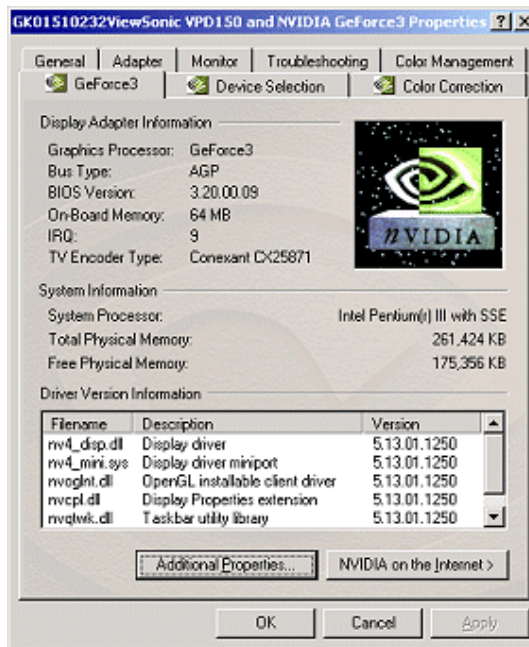 GK01510232ViewSonic VPD150 and NVIDIA GeForce3 Properties ? X
General Adapter Monitor Troubleshooting Color Management
GeForce3 Device Selection Color Correction
Display Adapter Information
Graphics Processor: GeForce3
Bus Type: AGP
BIOS Version: 3.20.00.09
On-Board Memory: 64 MB
IRQ: 9
TV Encoder Type: Conexant CX25871
nVIDIA
System Information
System Processor: Intel Pentium(r) III with SSE
Total Physical Memory: 261,424 KB
Free Physical Memory: 175,356 KB
Driver Version Information
Filename Description Version
nv4_disp.dll Display driver 5.13.01.1250
nv4_mini.sys Display driver miniport 5.13.01.1250
nvoglnt.dll OpenGL installable client driver 5.13.01.1250
nvcpl.dll Display Properties extension 5.13.01.1250
nvqtwk.dll Taskbar utility library 5.13.01.1250
Additional Properties... NVIDIA on the Internet >
OK Cancel Apply